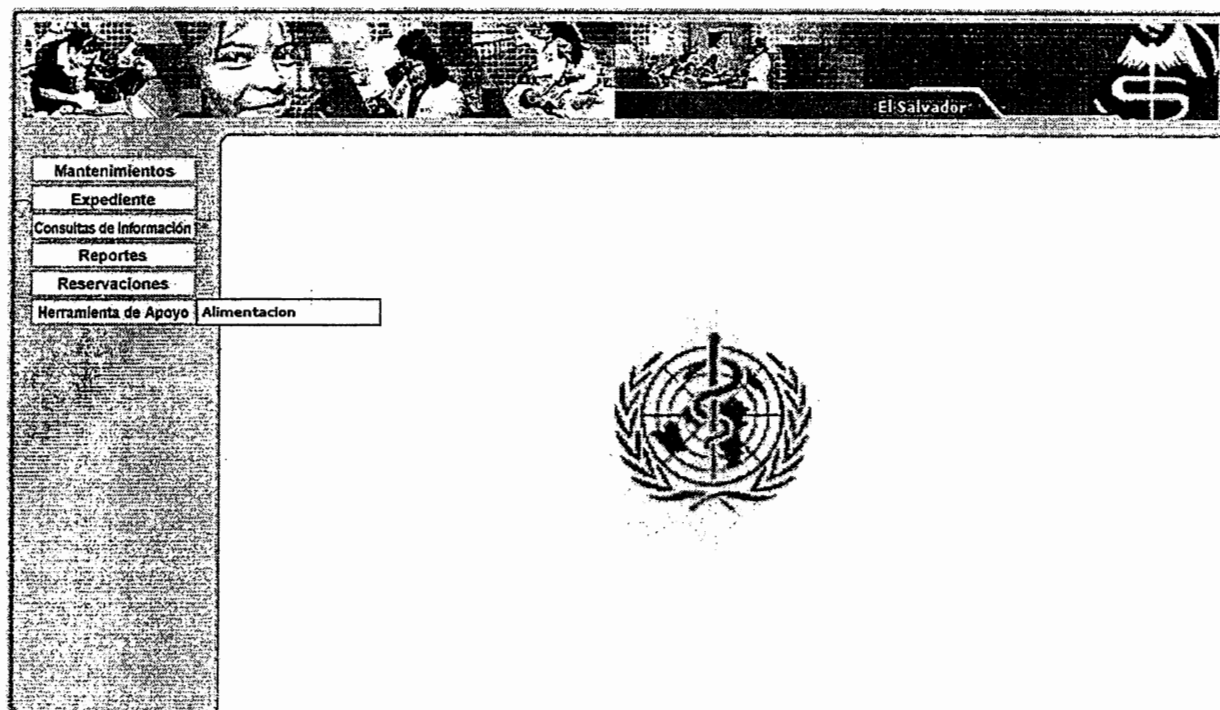 El Salvador
Mantenimientos
Expediente
Consultas de Información
Reportes
Reservaciones
Herramienta de Apoyo Alimentacion